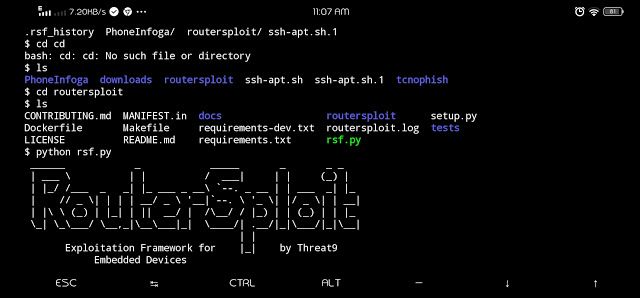 7.20KB/s 11:07 AM 61
.rsf_history PhoneInfoga/ routersploit/ ssh-apt.sh.1
$ cd cd
bash: cd: cd: No such file or directory
$ ls
PhoneInfoga downloads routersploit ssh-apt.sh ssh-apt.sh.1 tcnophish
$ cd routersploit
$ ls
CONTRIBUTING.md MANIFEST.in docs routersploit setup.py
Dockerfile Makefile requirements-dev.txt routersploit.log tests
LICENSE README.md requirements.txt rsf.py
$ python rsf.py
RouterSploit
Exploitation Framework for by Threat9
Embedded Devices
ESC ↹ CTRL ALT – ↓ ↑